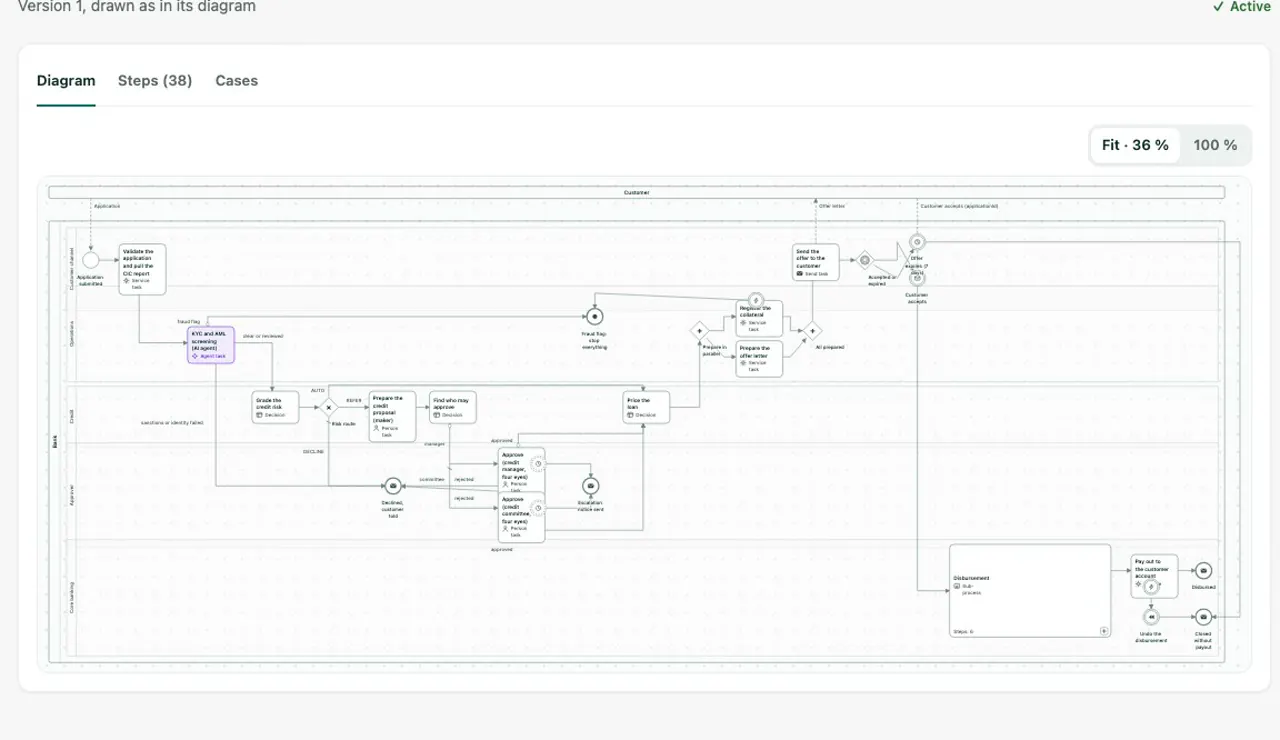 Version 1, drawn as in its diagram
✓ Active
Diagram
Steps (38)
Cases
Fit · 36 %
100 %
Customer
Application
Offer letter
Customer accepts (applicationId)
Bank
Customer channel
Application
submitted
Validate the
application
and pull the
CIC report
Service
task
Send the
offer to the
customer
Send task
Accepted or
expired
Offer
expires (7
days)
Customer
accepts
Operations
fraud flag
KYC and AML
screening
(AI agent)
Agent task
clear or reviewed
Fraud flag:
stop
everything
Prepare in
parallel
Register the
collateral
Service
task
Prepare the
offer letter
Service
task
All prepared
Credit
Grade the
credit risk
Decision
AUTO
REFER
Risk route
DECLINE
Prepare the
credit
proposal
(maker)
Person
task
Find who may
approve
Decision
Price the
loan
Decision
sanctions or identity failed
manager
approved
Approver
Declined,
customer
told
committee
rejected
rejected
Approve
(credit
manager,
four eyes)
Person
task
Approve
(credit
committee,
four eyes)
Person
task
Escalation
notice sent
approved
Core banking
Disbursement
Sub-
process
Steps: 6
Pay out to
the customer
account
Disbursed
Undo the
disbursement
Closed
without
payout